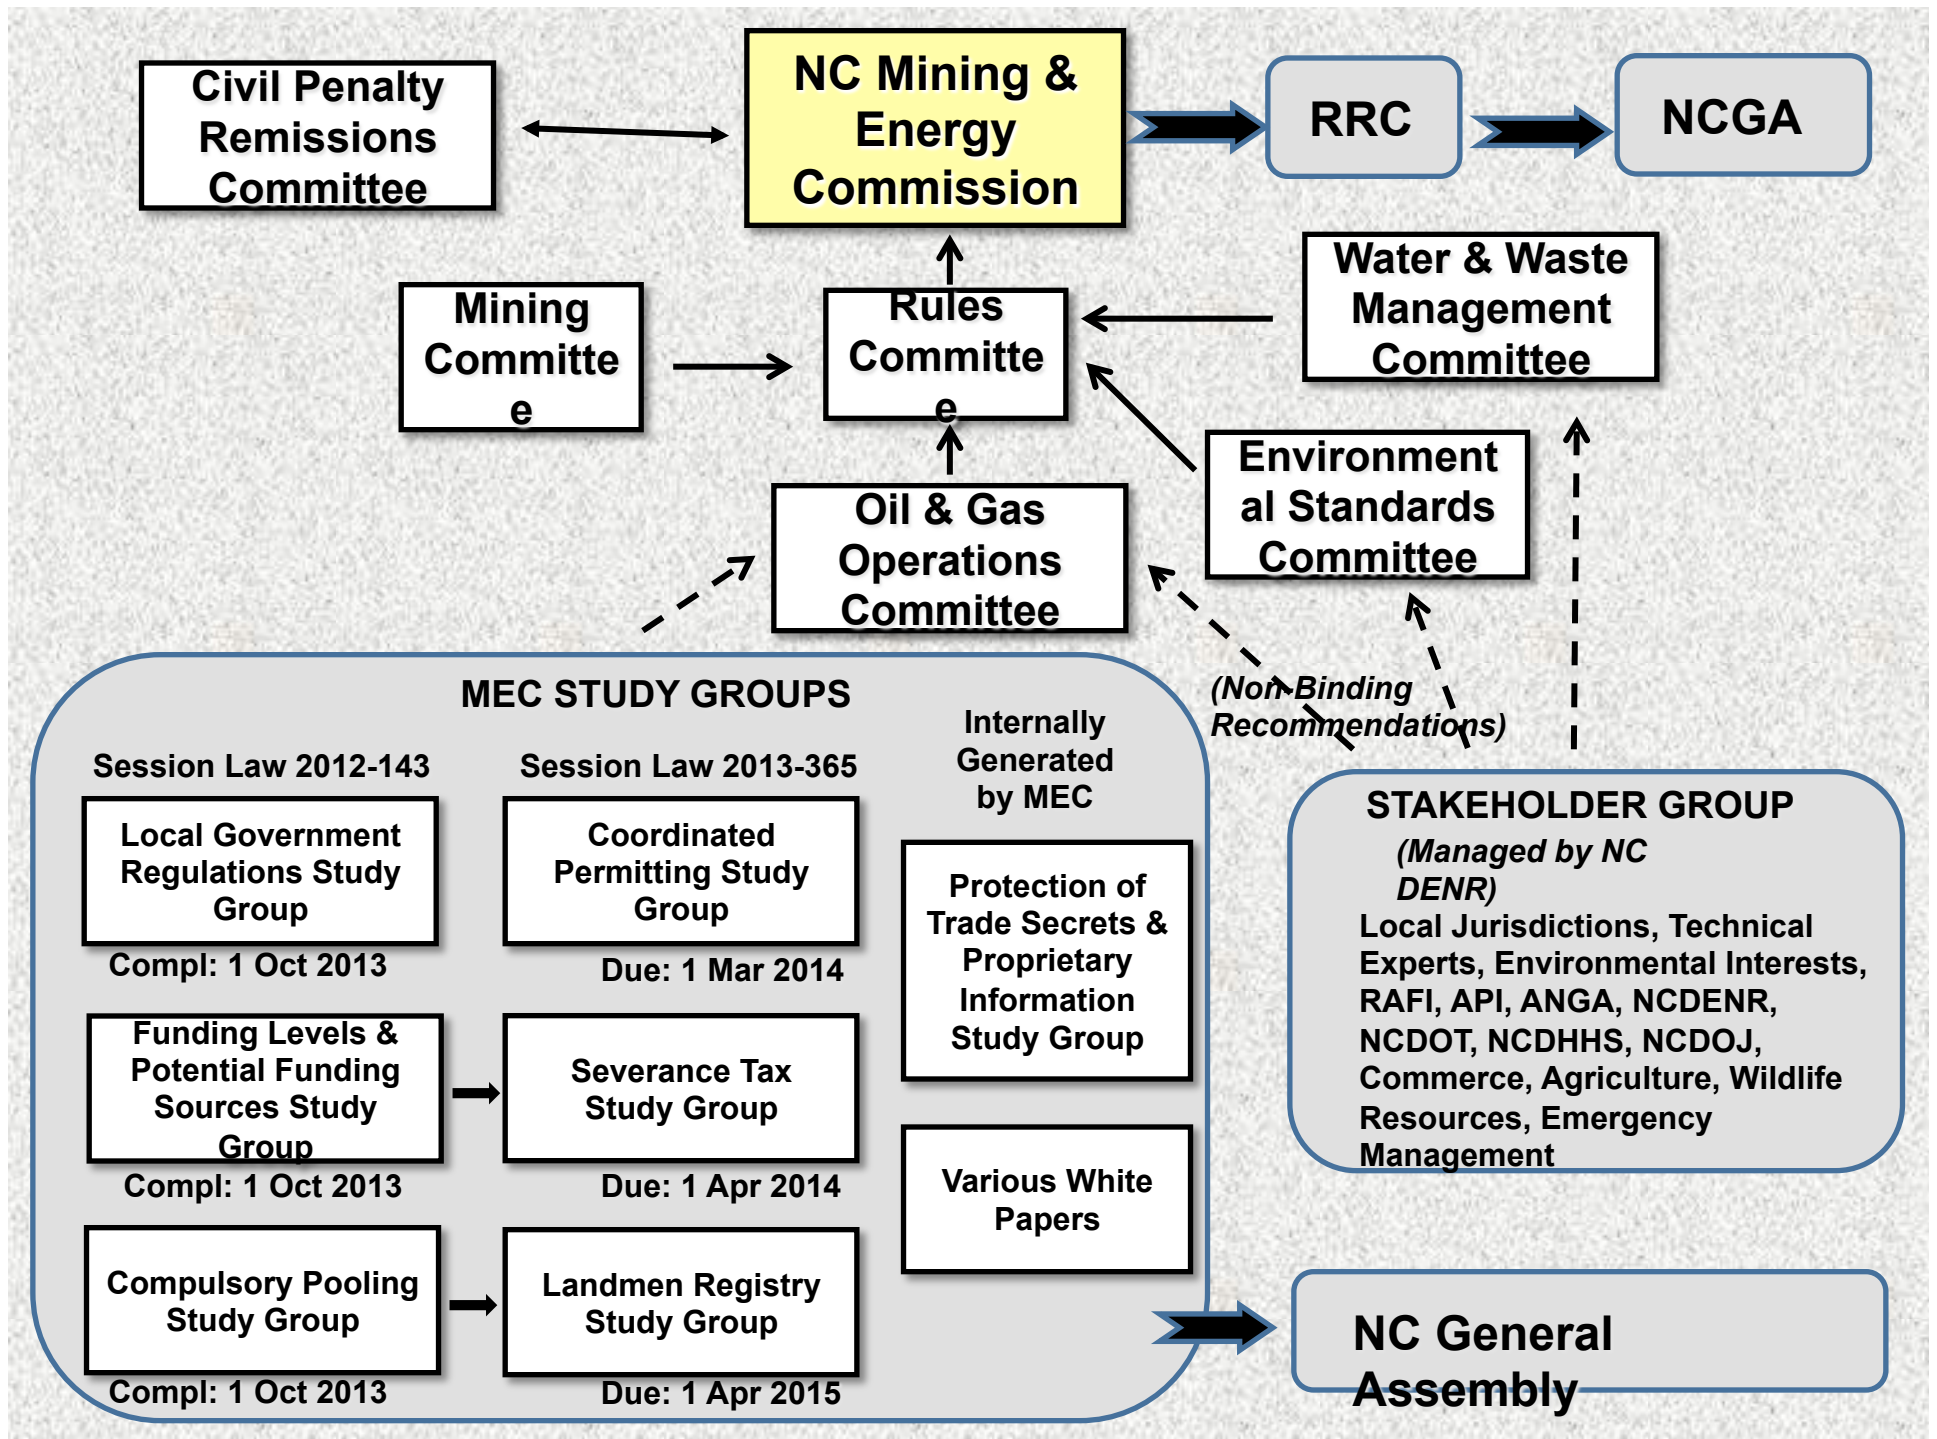 Civil Penalty
Remissions
Committee
NC Mining &
Energy
Commission
RRC
NCGA
Mining
Committe
e
Rules
Committe
e
Water & Waste
Management
Committee
Environment
al Standards
Committee
Oil & Gas
Operations
Committee
(Non-Binding
Recommendations)
MEC STUDY GROUPS
Session Law 2012-143
Local Government
Regulations Study
Group
Compl: 1 Oct 2013
Funding Levels &
Potential Funding
Sources Study
Group
Compl: 1 Oct 2013
Compulsory Pooling
Study Group
Compl: 1 Oct 2013
Session Law 2013-365
Coordinated
Permitting Study
Group
Due: 1 Mar 2014
Severance Tax
Study Group
Due: 1 Apr 2014
Landmen Registry
Study Group
Due: 1 Apr 2015
Internally
Generated
by MEC
Protection of
Trade Secrets &
Proprietary
Information
Study Group
Various White
Papers
STAKEHOLDER GROUP
(Managed by NC
DENR)
Local Jurisdictions, Technical
Experts, Environmental Interests,
RAFI, API, ANGA, NCDENR,
NCDOT, NCDHHS, NCDOJ,
Commerce, Agriculture, Wildlife
Resources, Emergency
Management
NC General
Assembly